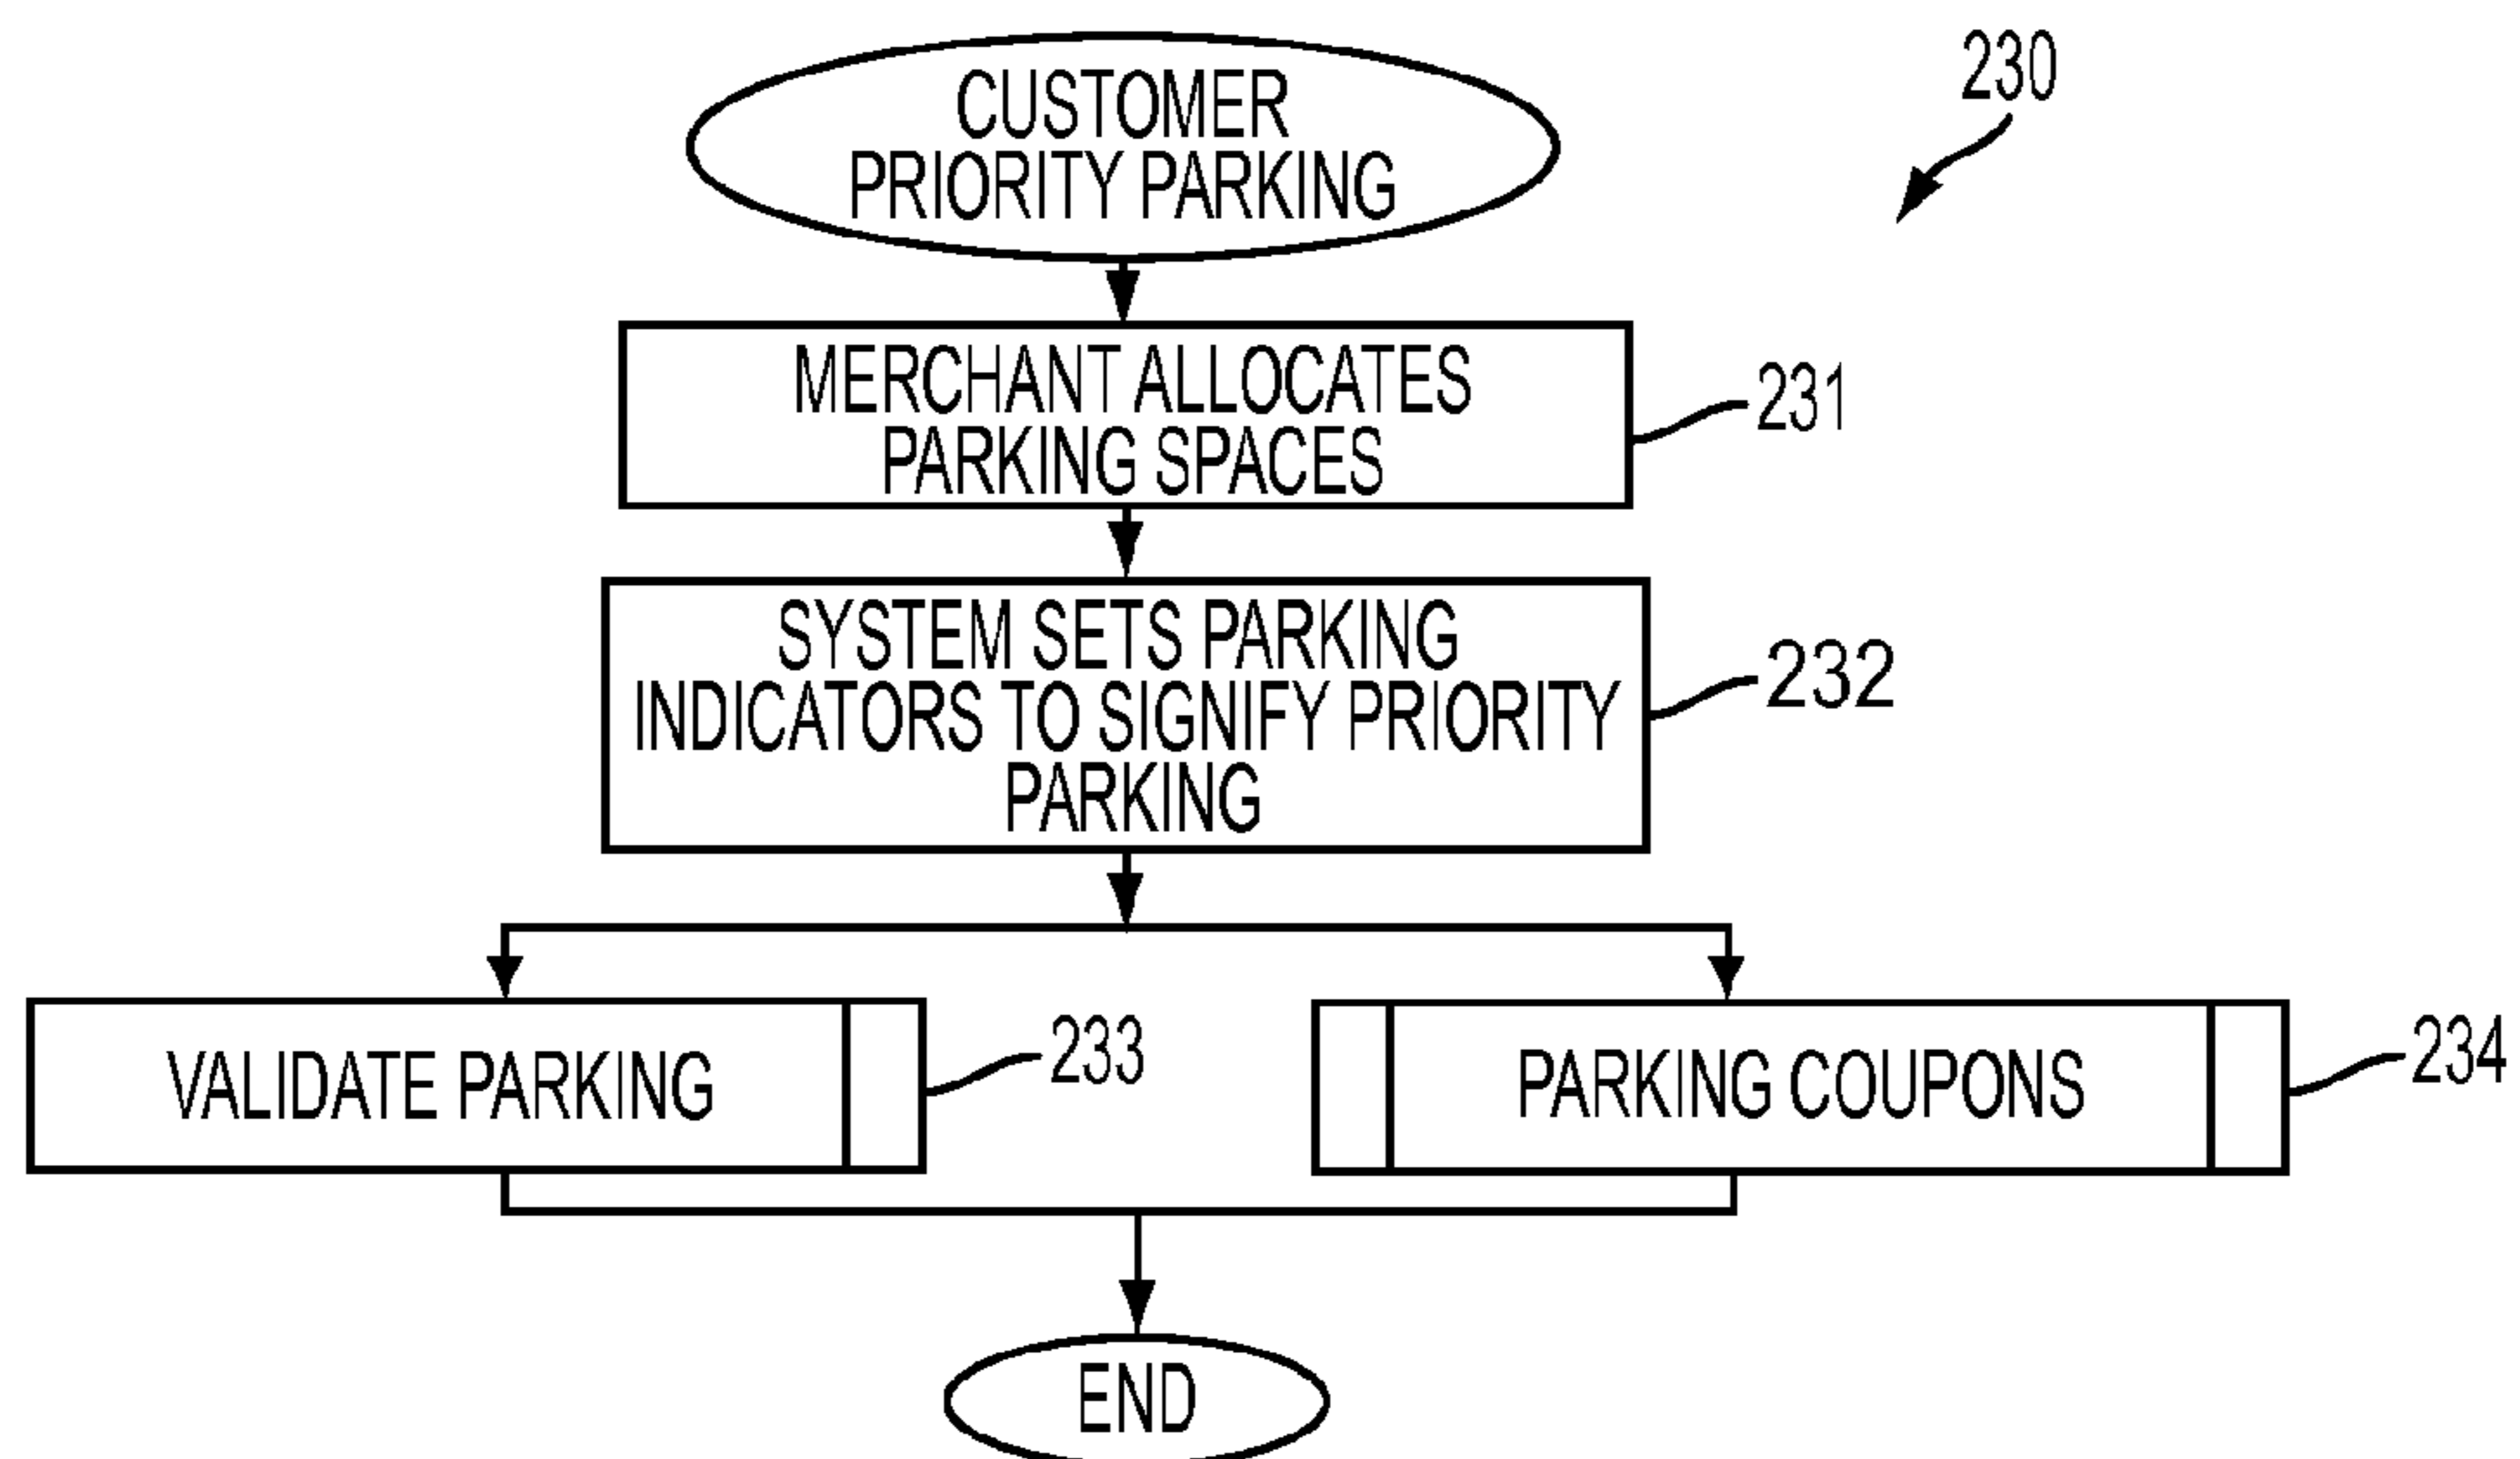 CUSTOMER
PRIORITY PARKING
230
MERCHANT ALLOCATES
PARKING SPACES
231
SYSTEM SETS PARKING
INDICATORS TO SIGNIFY PRIORITY
PARKING
232
VALIDATE PARKING
233
PARKING COUPONS
234
END